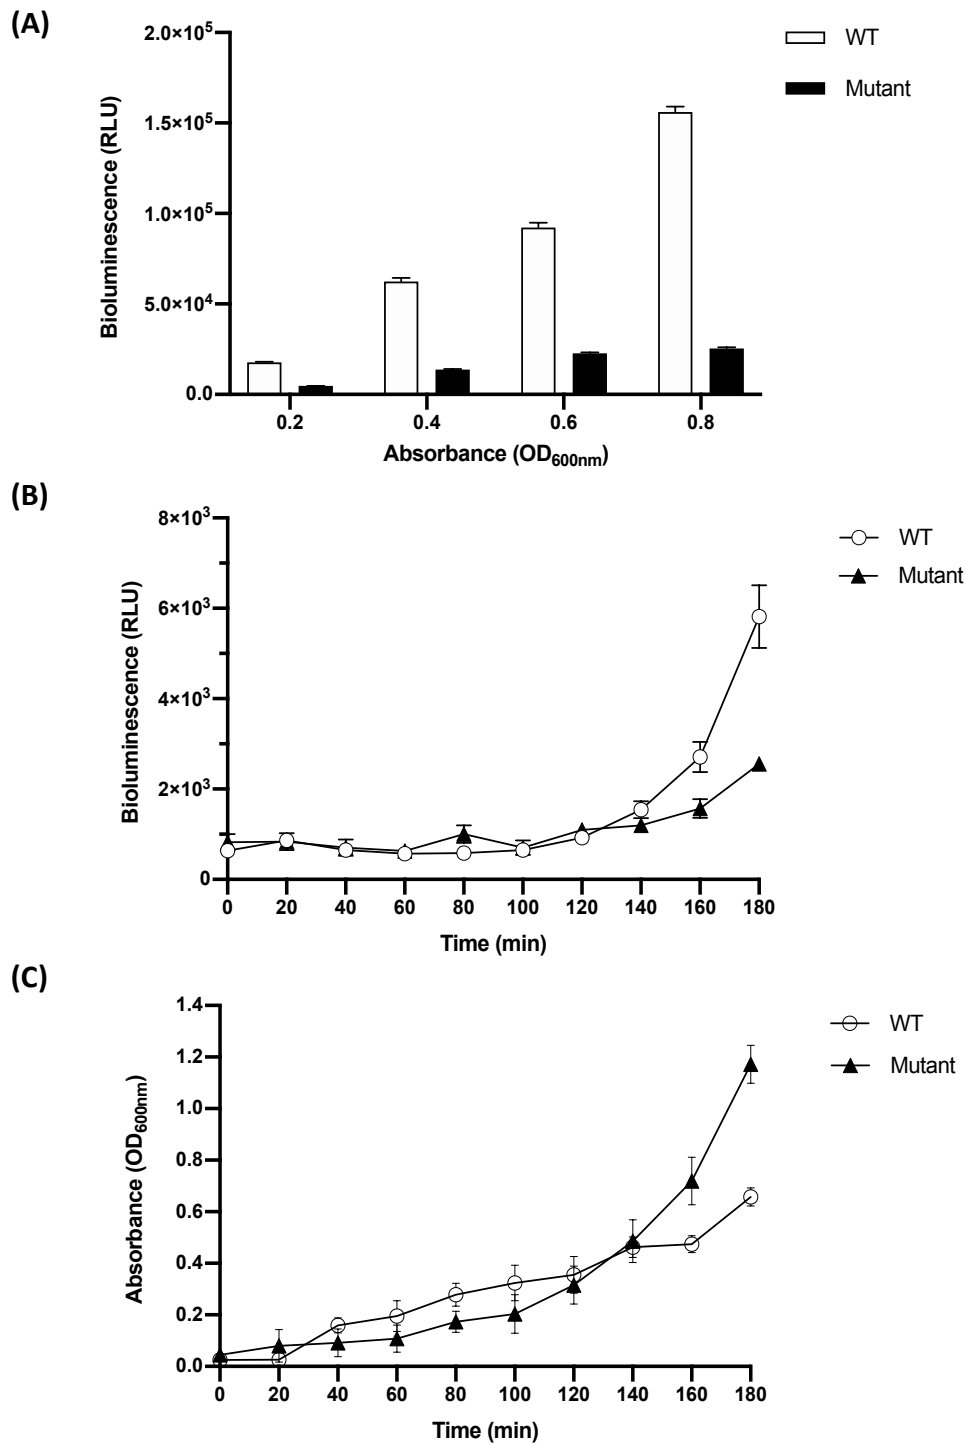 (A)
2.0×10⁵
1.5×10⁵
1.0×10⁵
5.0×10⁴
0.0
Bioluminescence (RLU)
0.2 0.4 0.6 0.8
Absorbance (OD600nm)
WT
Mutant
(B)
8×10³
6×10³
4×10³
2×10³
0
Bioluminescence (RLU)
0 20 40 60 80 100 120 140 160 180
Time (min)
WT
Mutant
(C)
1.4
1.2
1.0
0.8
0.6
0.4
0.2
0.0
Absorbance (OD600nm)
0 20 40 60 80 100 120 140 160 180
Time (min)
WT
Mutant